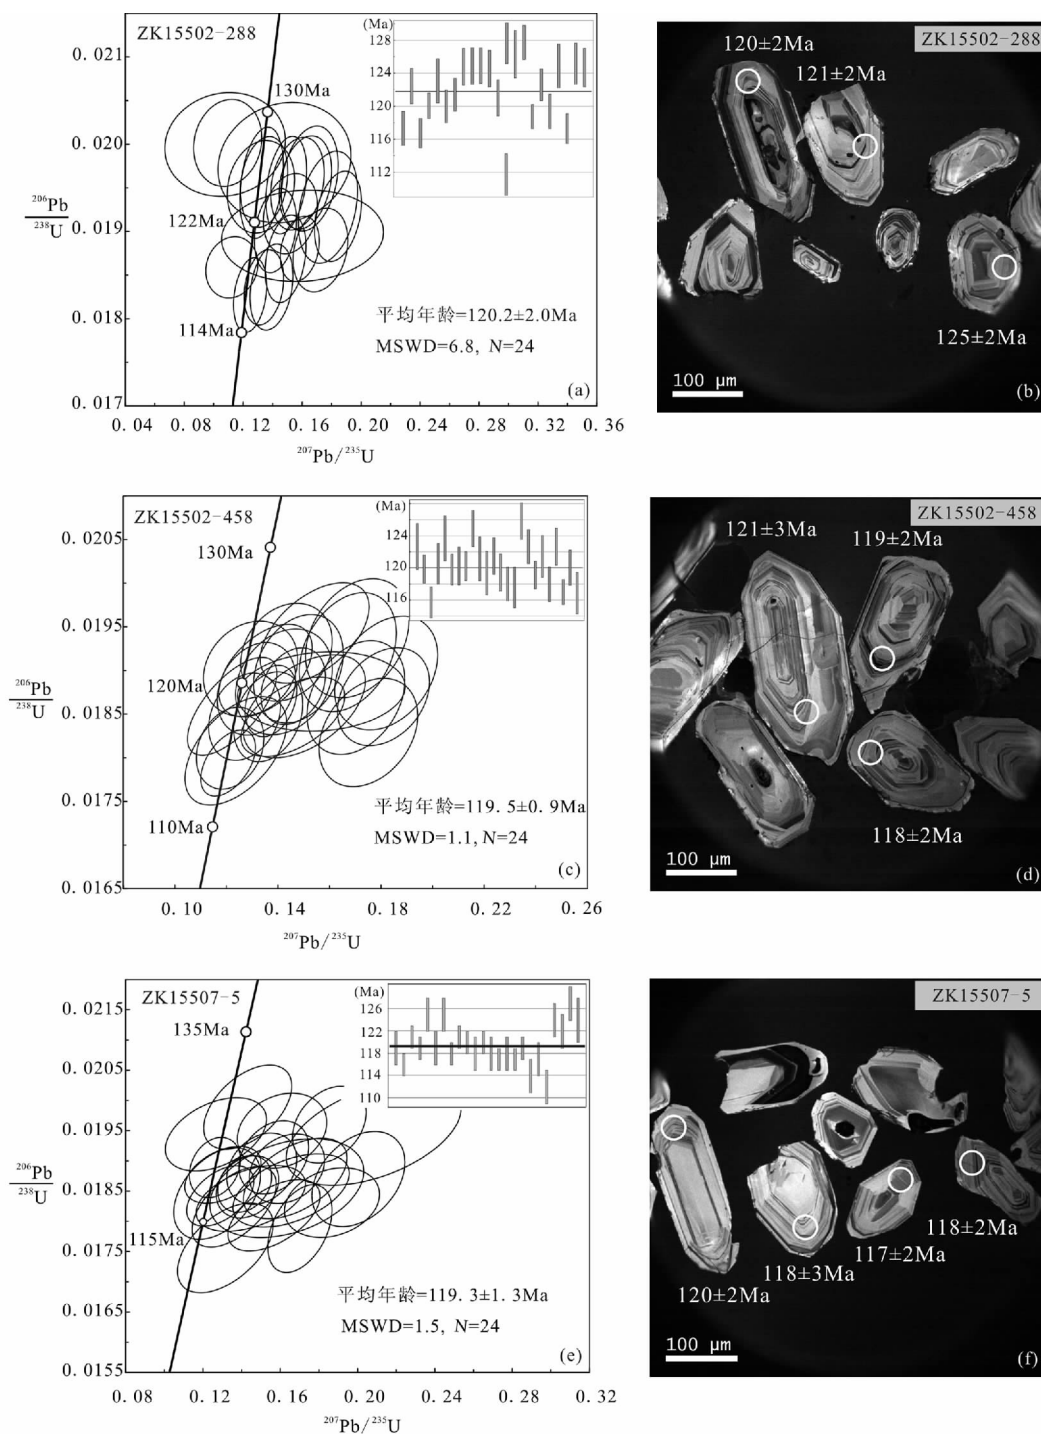 ZK15502-288
(Ma)
128
124
120
116
112
0.021
0.020
0.019
0.018
0.017
206Pb
238U
130Ma
122Ma
114Ma
平均年龄=120.2±2.0Ma
MSWD=6.8, N=24
(a)
0.04 0.08 0.12 0.16 0.20 0.24 0.28 0.32 0.36
207Pb/235U
ZK15502-288
120±2Ma
121±2Ma
125±2Ma
100 μm
(b)
ZK15502-458
(Ma)
128
124
120
116
0.0205
0.0195
0.0185
0.0175
0.0165
206Pb
238U
130Ma
120Ma
110Ma
平均年龄=119.5±0.9Ma
MSWD=1.1, N=24
(c)
0.10 0.14 0.18 0.22 0.26
207Pb/235U
ZK15502-458
121±3Ma
119±2Ma
118±2Ma
100 μm
(d)
ZK15507-5
(Ma)
126
122
118
114
110
0.0215
0.0205
0.0195
0.0185
0.0175
0.0165
0.0155
206Pb
238U
135Ma
115Ma
平均年龄=119.3±1.3Ma
MSWD=1.5, N=24
(e)
0.08 0.12 0.16 0.20 0.24 0.28 0.32
207Pb/235U
ZK15507-5
118±2Ma
117±2Ma
118±3Ma
120±2Ma
100 μm
(f)